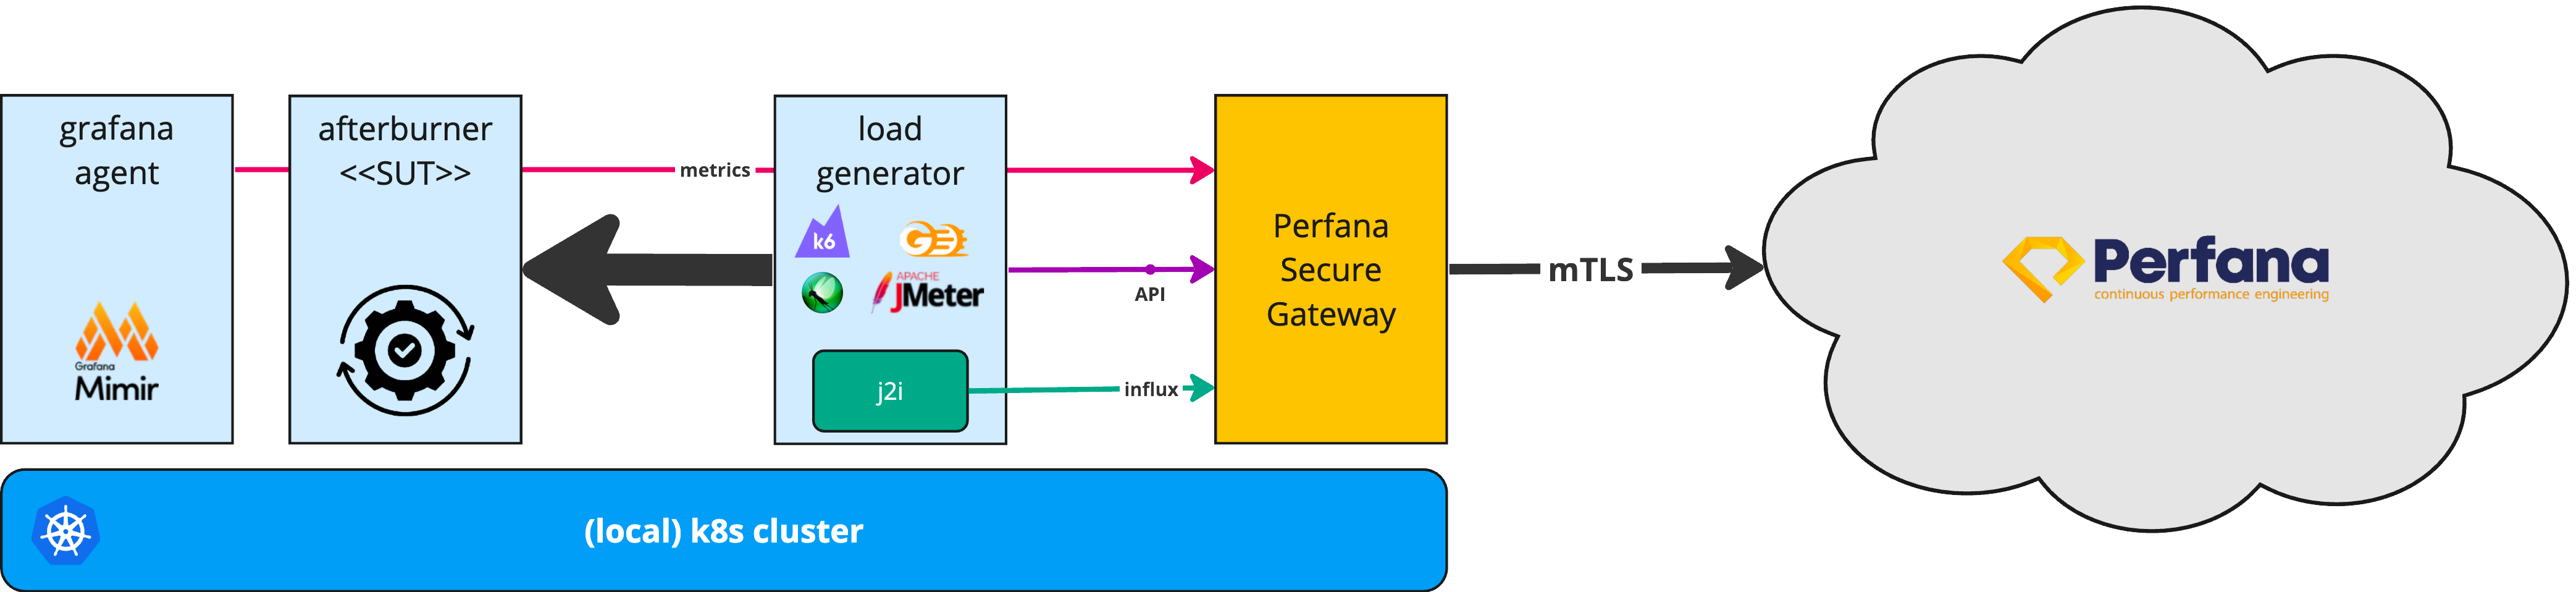 grafana
agent
Grafana
Mimir
afterburner
<<SUT>>
metrics
load
generator
k6
APACHE
JMeter
j2i
API
influx
Perfana
Secure
Gateway
mTLS
Perfana
continuous performance engineering
(local) k8s cluster